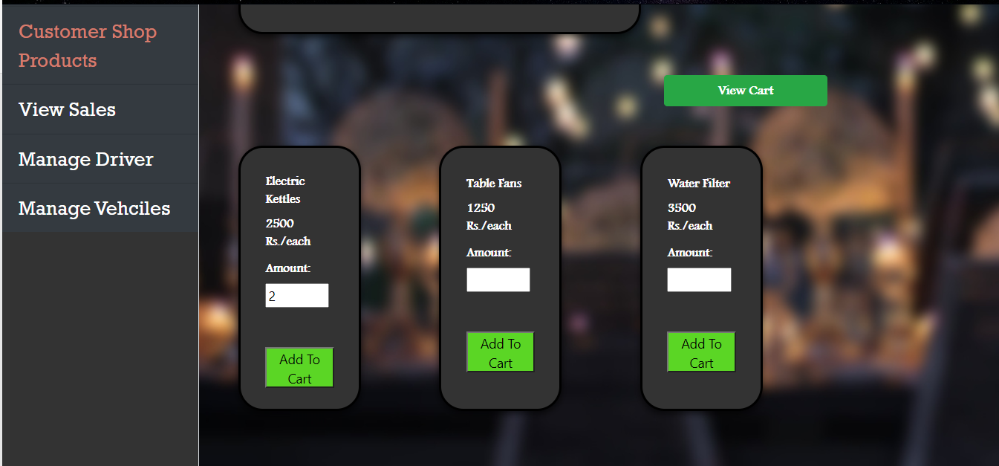 Customer Shop
Products
View Sales
Manage Driver
Manage Vehciles
View Cart
Electric
Kettles
2500
Rs./each
Amount:
2
Add To
Cart
Table Fans
1250
Rs./each
Amount:
Add To
Cart
Water Filter
3500
Rs./each
Amount:
Add To
Cart